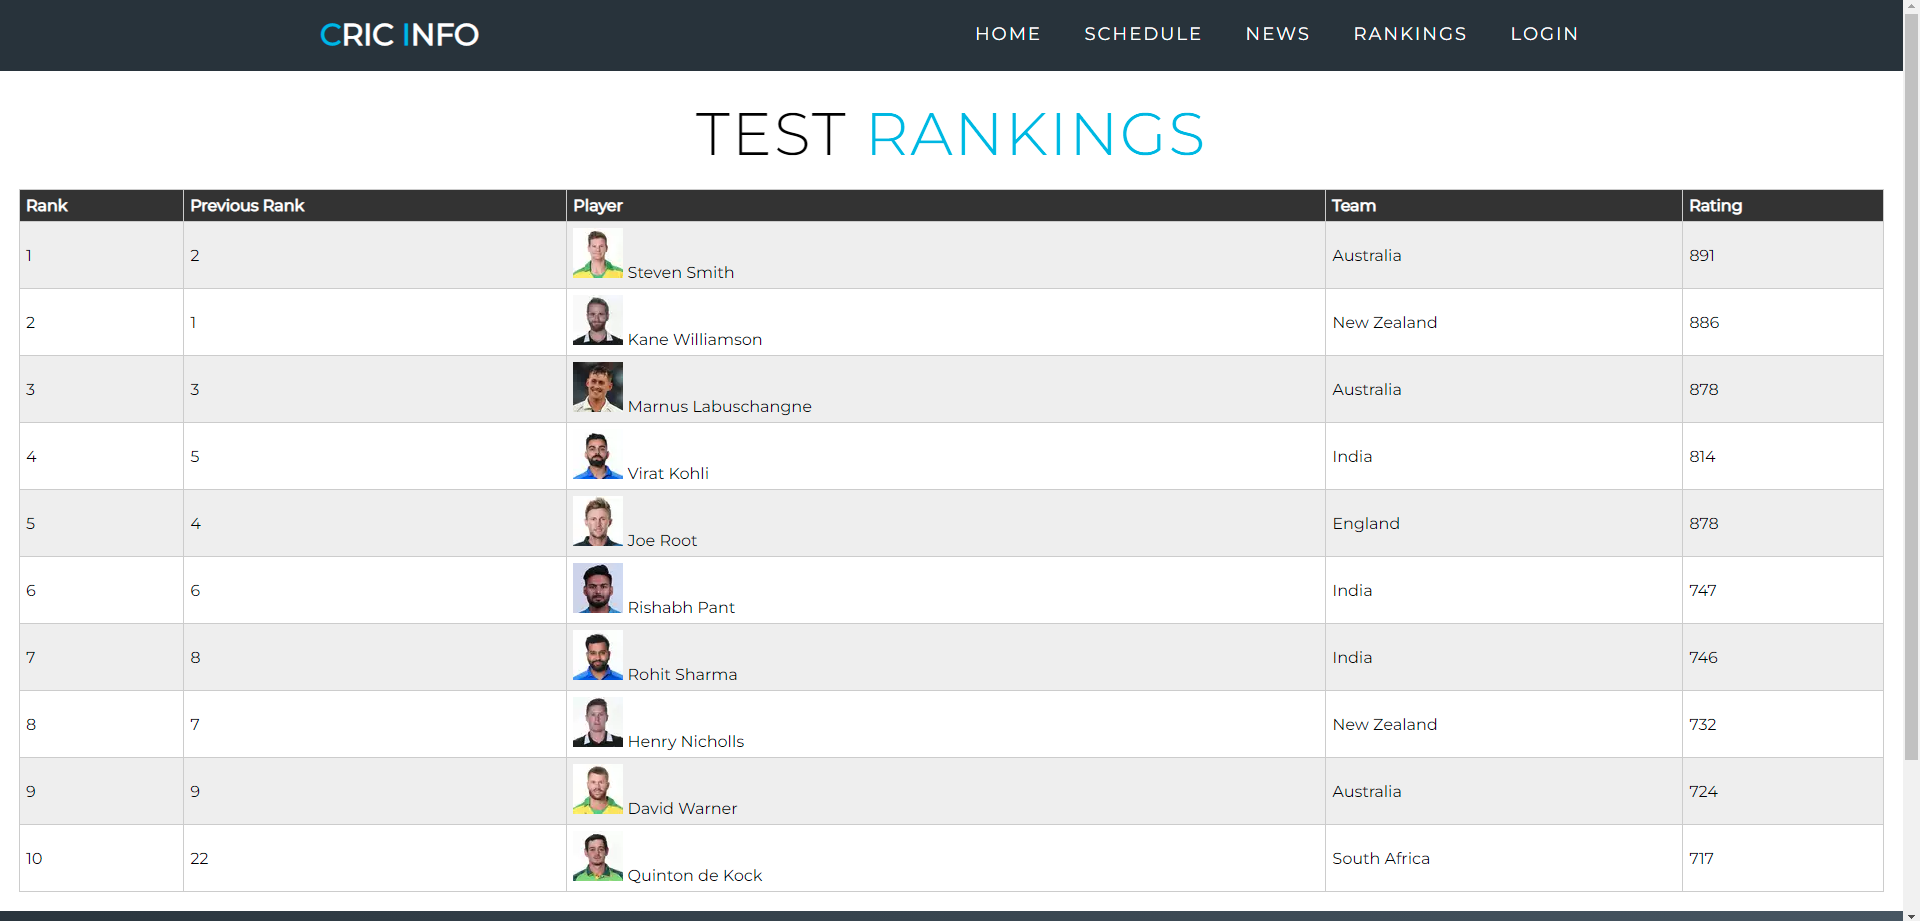 CRIC INFO HOME SCHEDULE NEWS RANKINGS LOGIN
TEST RANKINGS
Rank Previous Rank Player Team Rating
1 2 Steven Smith Australia 891
2 1 Kane Williamson New Zealand 886
3 3 Marnus Labuschangne Australia 878
4 5 Virat Kohli India 814
5 4 Joe Root England 878
6 6 Rishabh Pant India 747
7 8 Rohit Sharma India 746
8 7 Henry Nicholls New Zealand 732
9 9 David Warner Australia 724
10 22 Quinton de Kock South Africa 717